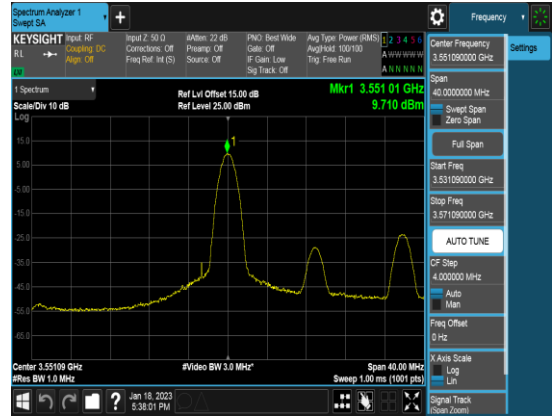 Spectrum Analyzer 1
Swept SA
+
Frequency
KEYSIGHT
RL
LXI
Input: RF
Coupling: DC
Align: Off
Input Z: 50 Ω
Corrections: Off
Freq Ref: Int (S)
#Atten: 22 dB
Preamp: Off
Source: Off
PNO: Best Wide
Gate: Off
IF Gain: Low
Sig Track: Off
Avg Type: Power (RMS)
Avg|Hold: 100/100
Trig: Free Run
1 2 3 4 5 6
A W W W W W
A N N N N N
1 Spectrum
Scale/Div 10 dB
Log
Ref Lvl Offset 15.00 dB
Ref Level 25.00 dBm
Mkr1 3.551 01 GHz
9.710 dBm
1
15.0
5.00
-5.00
-15.0
-25.0
-35.0
-45.0
-55.0
-65.0
Center 3.55109 GHz
#Res BW 1.0 MHz
#Video BW 3.0 MHz*
Span 40.00 MHz
Sweep 1.00 ms (1001 pts)
Jan 18, 2023
5:38:01 PM
?
Center Frequency
3.551090000 GHz
Settings
Span
40.0000000 MHz
Swept Span
Zero Span
Full Span
Start Freq
3.531090000 GHz
Stop Freq
3.571090000 GHz
AUTO TUNE
CF Step
4.000000 MHz
Auto
Man
Freq Offset
0 Hz
X Axis Scale
Log
Lin
Signal Track
(Span Zoom)